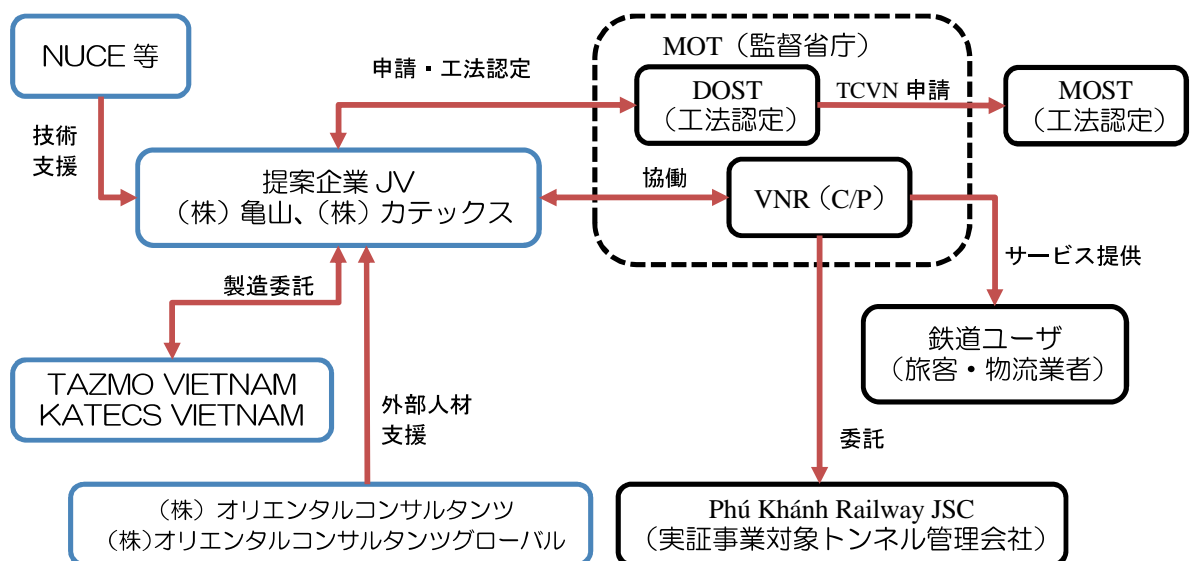 NUCE 等
MOT（監督省庁）
申請・工法認定
DOST
（工法認定）
TCVN 申請
MOST
（工法認定）
技術
支援
提案企業 JV
（株）亀山、（株）カテックス
協働
VNR（C/P）
サービス提供
製造委託
鉄道ユーザ
（旅客・物流業者）
TAZMO VIETNAM
KATECS VIETNAM
外部人材
支援
委託
（株）オリエンタルコンサルタンツ
（株）オリエンタルコンサルタンツグローバル
Phú Khánh Railway JSC
（実証事業対象トンネル管理会社）